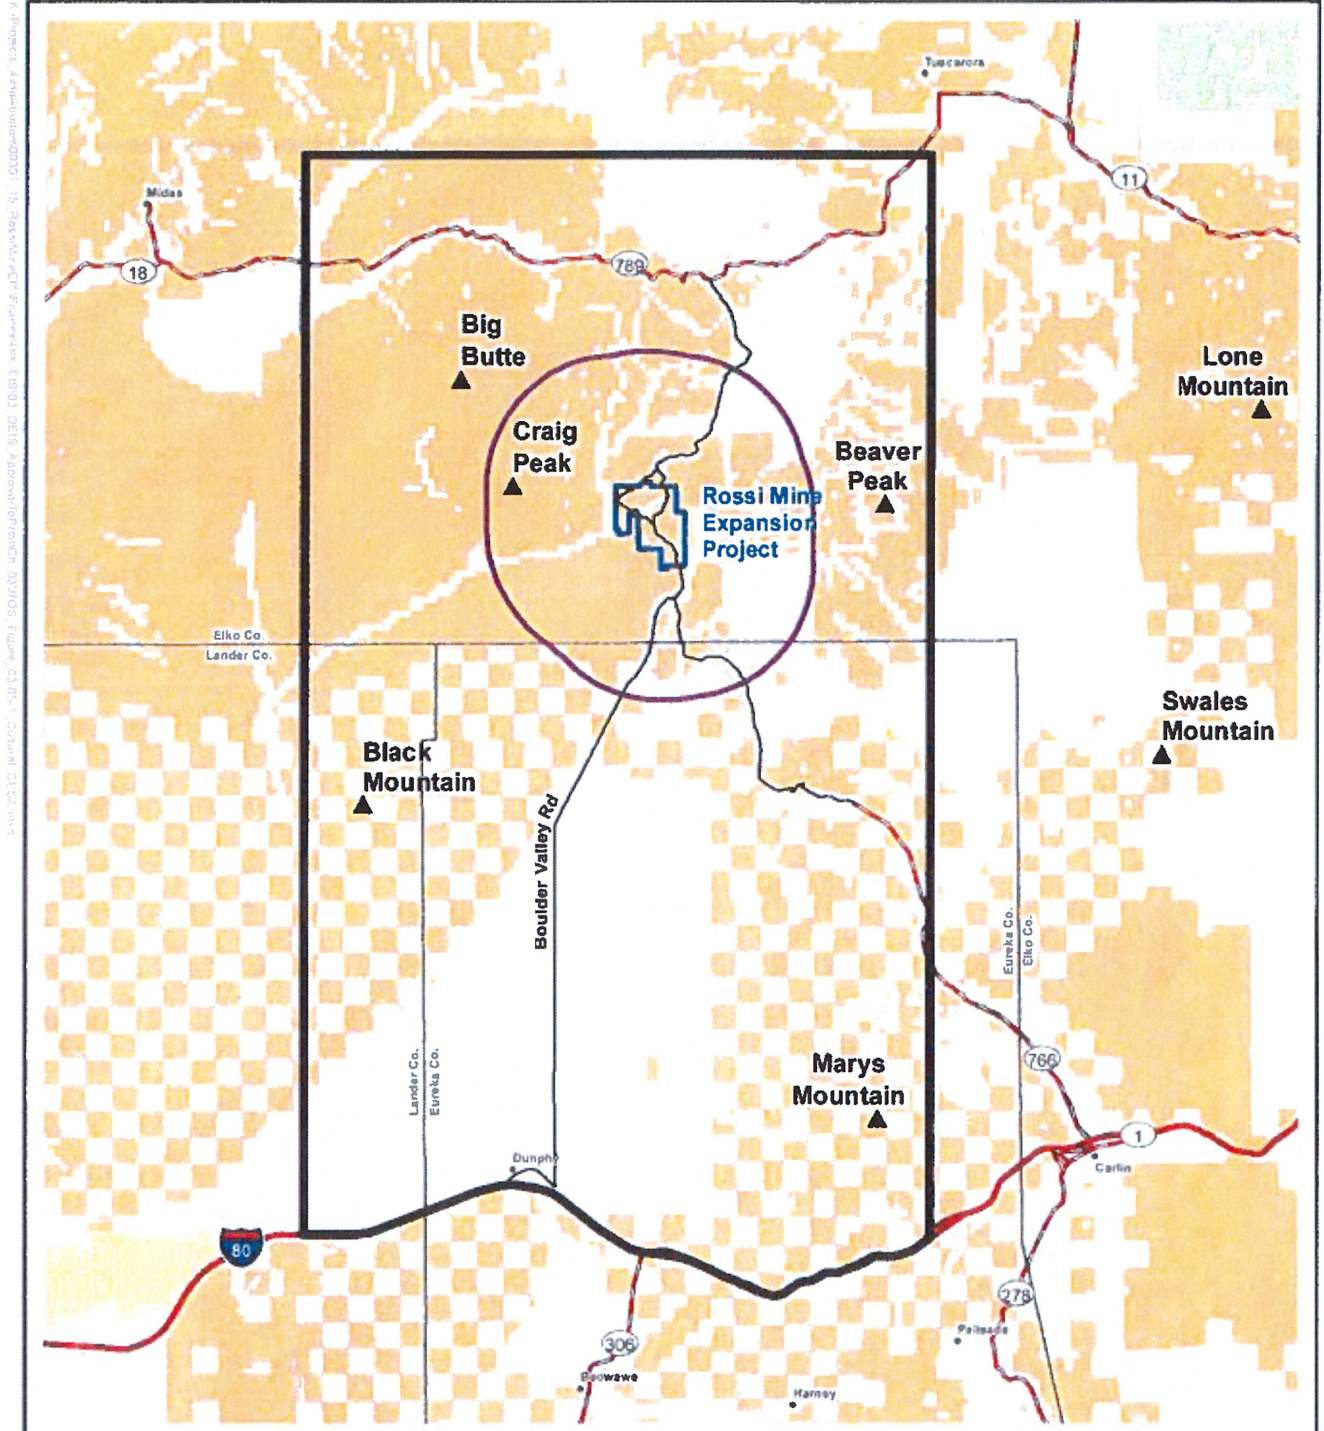 Tuscarora
11
Midas
18
789
Big
Butte
Lone
Mountain
Craig
Peak
Beaver
Peak
Rossi Mine
Expansion
Project
Elko Co.
Lander Co.
Swales
Mountain
Black
Mountain
Boulder Valley Rd
Eureka Co.
Elko Co.
Lander Co.
Eureka Co.
Marys
Mountain
766
1
Carlin
Dunphy
80
278
Palisade
306
Beowawe
Harney